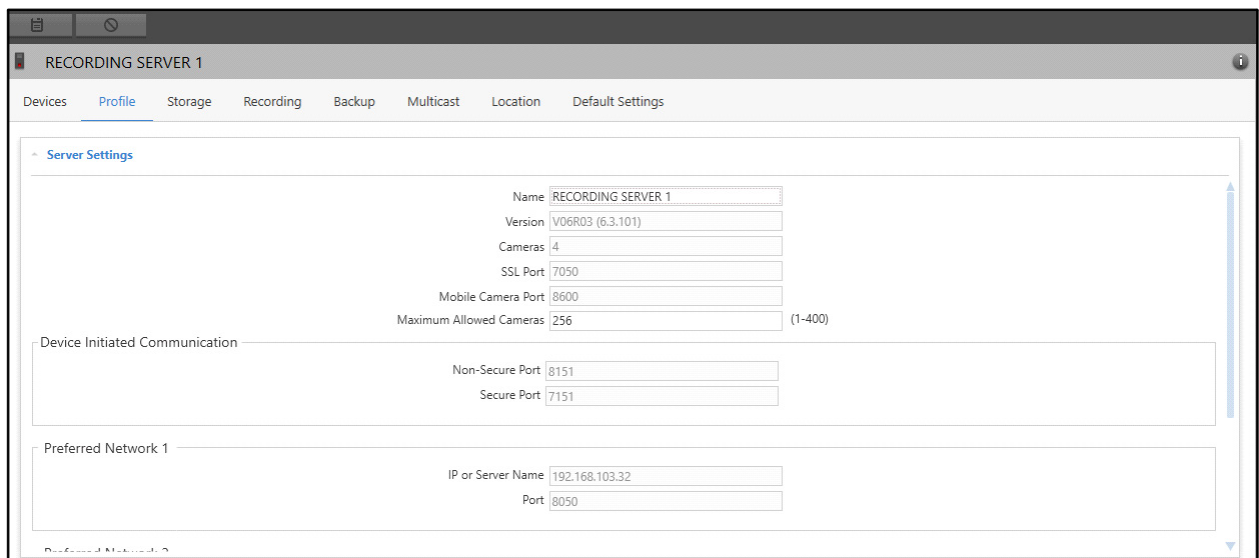 RECORDING SERVER 1
Devices Profile Storage Recording Backup Multicast Location Default Settings
Server Settings
Name RECORDING SERVER 1
Version V06R03 (6.3.101)
Cameras 4
SSL Port 7050
Mobile Camera Port 8600
Maximum Allowed Cameras 256 (1-400)
Device Initiated Communication
Non-Secure Port 8151
Secure Port 7151
Preferred Network 1
IP or Server Name 192.168.103.32
Port 8050
Preferred Network 2